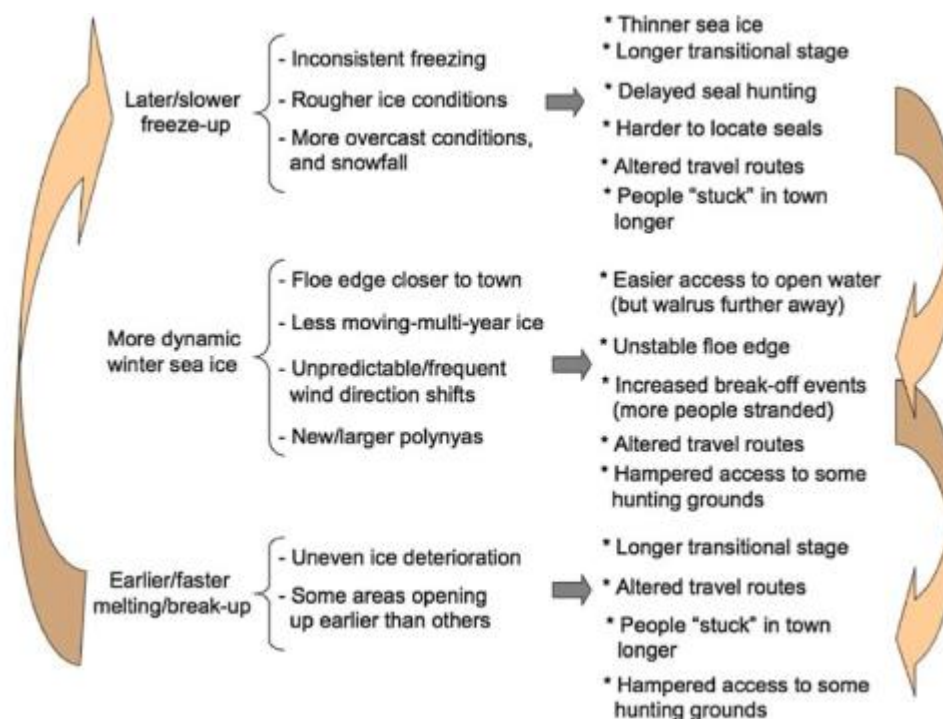 Later/slower
freeze-up
- Inconsistent freezing
- Rougher ice conditions
- More overcast conditions,
and snowfall
* Thinner sea ice
* Longer transitional stage
* Delayed seal hunting
* Harder to locate seals
* Altered travel routes
* People “stuck” in town
longer
More dynamic
winter sea ice
- Floe edge closer to town
- Less moving-multi-year ice
- Unpredictable/frequent
wind direction shifts
- New/larger polynyas
* Easier access to open water
(but walrus further away)
* Unstable floe edge
* Increased break-off events
(more people stranded)
* Altered travel routes
* Hampered access to some
hunting grounds
Earlier/faster
melting/break-up
- Uneven ice deterioration
- Some areas opening
up earlier than others
* Longer transitional stage
* Altered travel routes
* People “stuck” in town
longer
* Hampered access to some
hunting grounds